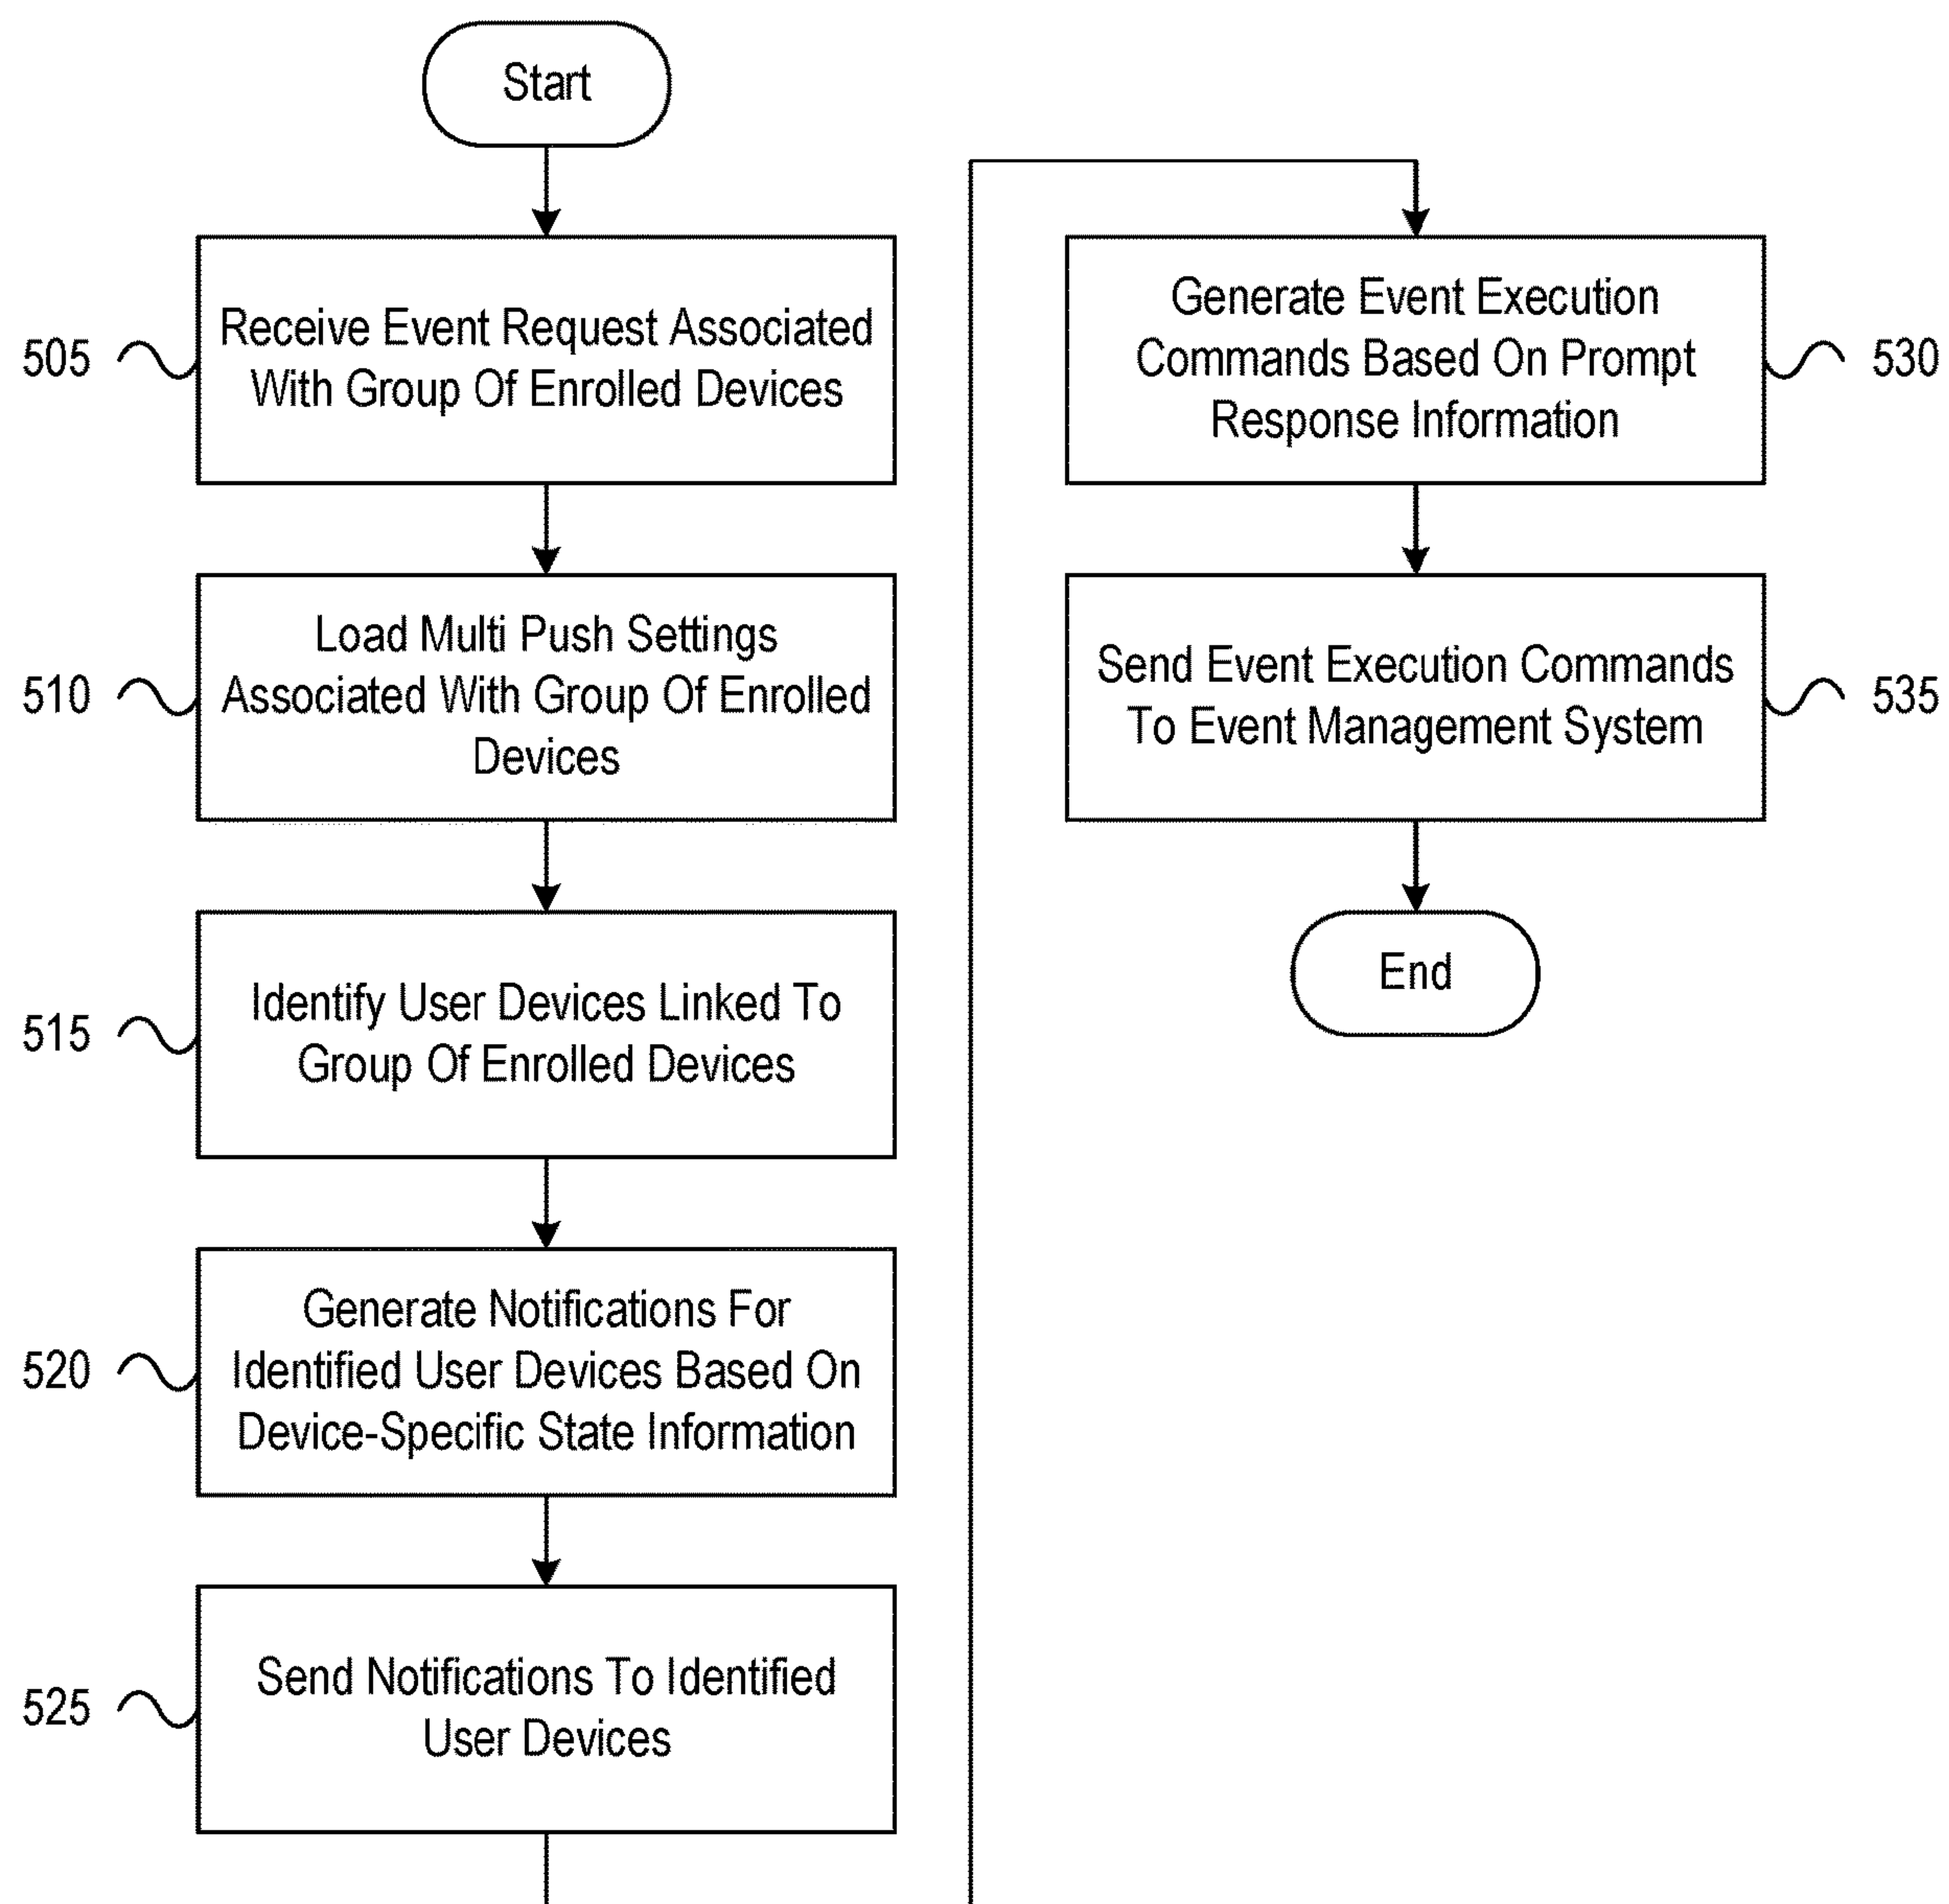 Start
505
Receive Event Request Associated
With Group Of Enrolled Devices
510
Load Multi Push Settings
Associated With Group Of Enrolled
Devices
515
Identify User Devices Linked To
Group Of Enrolled Devices
520
Generate Notifications For
Identified User Devices Based On
Device-Specific State Information
525
Send Notifications To Identified
User Devices
Generate Event Execution
Commands Based On Prompt
Response Information
530
Send Event Execution Commands
To Event Management System
535
End